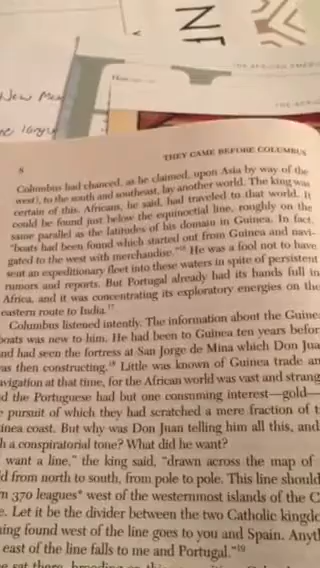 NE
THE AFRICAN AMERIC
New Mex
8
THEY CAME BEFORE COLUMBUS
Columbus had chanced, as he claimed, upon Asia by way of the
west), to the south and southeast, lay another world. The king was
certain of this. Africans, he said, had traveled to that world. It
could be found just below the equinoctial line, roughly on the
same parallel as the latitudes of his domain in Guinea. In fact,
"boats had been found which started out from Guinea and navi-
gated to the west with merchandise."16 He was a fool not to have
sent an expeditionary fleet into these waters in spite of persistent
rumors and reports. But Portugal already had its hands full in
Africa, and it was concentrating its exploratory energies on the
eastern route to India.17
Columbus listened intently. The information about the Guinea
boats was new to him. He had been to Guinea ten years befor
and had seen the fortress at San Jorge de Mina which Don Jua
was then constructing.18 Little was known of Guinea trade an
avigation at that time, for the African world was vast and strang
d the Portuguese had but one consuming interest—gold—
e pursuit of which they had scratched a mere fraction of t
inea coast. But why was Don Juan telling him all this, and
h a conspiratorial tone? What did he want?
want a line," the king said, "drawn across the map of
d from north to south, from pole to pole. This line should
n 370 leagues* west of the westernmost islands of the C
e. Let it be the divider between the two Catholic kingdo
hing found west of the line goes to you and Spain. Anyt
east of the line falls to me and Portugal."19